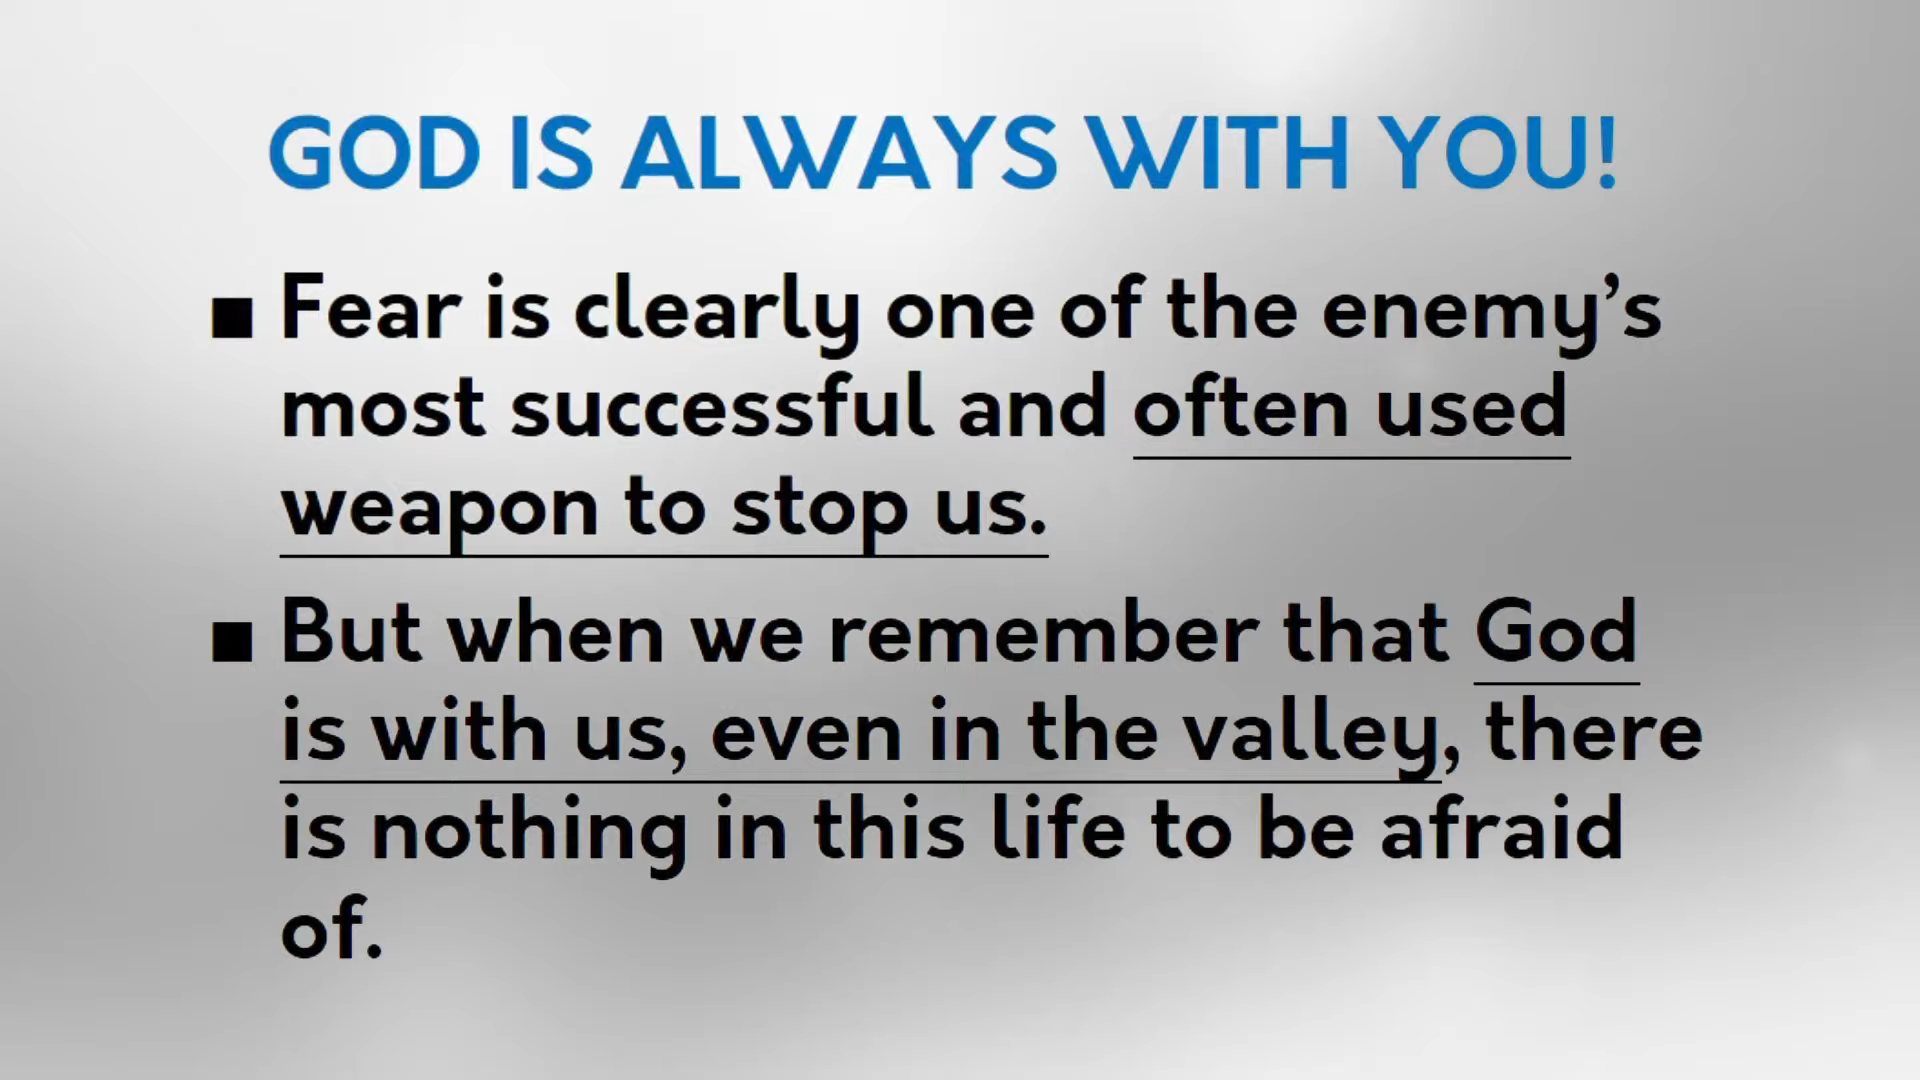 GOD IS ALWAYS WITH YOU!
■ Fear is clearly one of the enemy’s
most successful and often used
weapon to stop us.
■ But when we remember that God
is with us, even in the valley, there
is nothing in this life to be afraid
of.